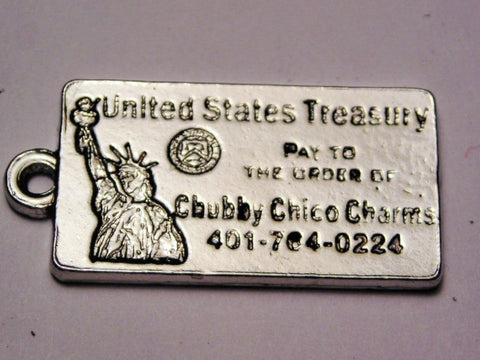 United States Treasury
PAY TO
THE ORDER OF
Chubby Chico Charms
401-764-0224